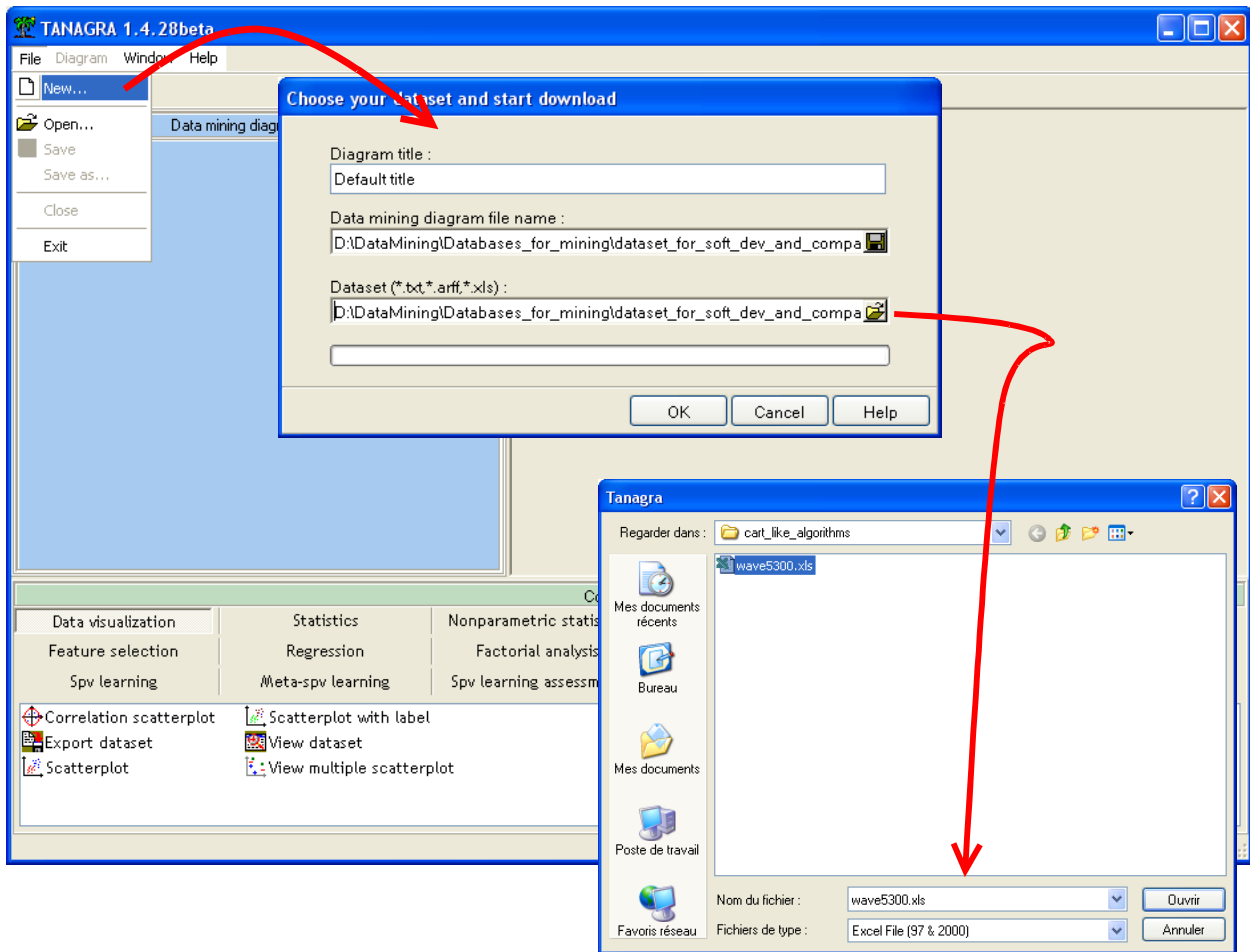 TANAGRA 1.4.28beta
File Diagram Window Help
New...
Open...
Save
Save as...
Close
Exit
Data mining diagr
Choose your dataset and start download
Diagram title :
Default title
Data mining diagram file name :
D:\DataMining\Databases_for_mining\dataset_for_soft_dev_and_compa
Dataset (*.txt,*.arff,*.xls) :
D:\DataMining\Databases_for_mining\dataset_for_soft_dev_and_compa
OK Cancel Help
Co
Data visualization Statistics Nonparametric statis
Feature selection Regression Factorial analysis
Spv learning Meta-spv learning Spv learning assessm
Correlation scatterplot Scatterplot with label
Export dataset View dataset
Scatterplot View multiple scatterplot
Tanagra
Regarder dans : cart_like_algorithms
wave5300.xls
Mes documents
récents
Bureau
Mes documents
Poste de travail
Favoris réseau
Nom du fichier : wave5300.xls Ouvrir
Fichiers de type : Excel File (97 & 2000) Annuler